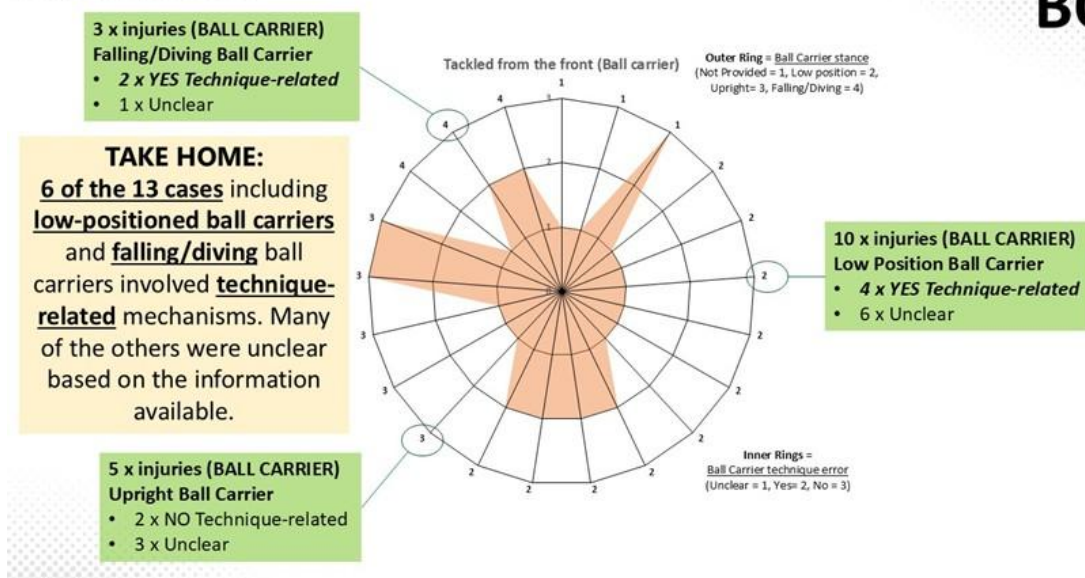 3 x injuries (BALL CARRIER)
Falling/Diving Ball Carrier
• 2 x YES Technique-related
• 1 x Unclear
TAKE HOME:
6 of the 13 cases including
low-positioned ball carriers
and falling/diving ball
carriers involved technique-
related mechanisms. Many
of the others were unclear
based on the information
available.
5 x injuries (BALL CARRIER)
Upright Ball Carrier
• 2 x NO Technique-related
• 3 x Unclear
Tackled from the front (Ball carrier)
1
1
1
2
2
2
2
2
2
2
2
2
2
3
3
3
3
3
4
4
4
3
2
1
Outer Ring = Ball Carrier stance
(Not Provided = 1, Low position = 2,
Upright= 3, Falling/Diving = 4)
10 x injuries (BALL CARRIER)
Low Position Ball Carrier
• 4 x YES Technique-related
• 6 x Unclear
Inner Rings =
Ball Carrier technique error
(Unclear = 1, Yes= 2, No = 3)